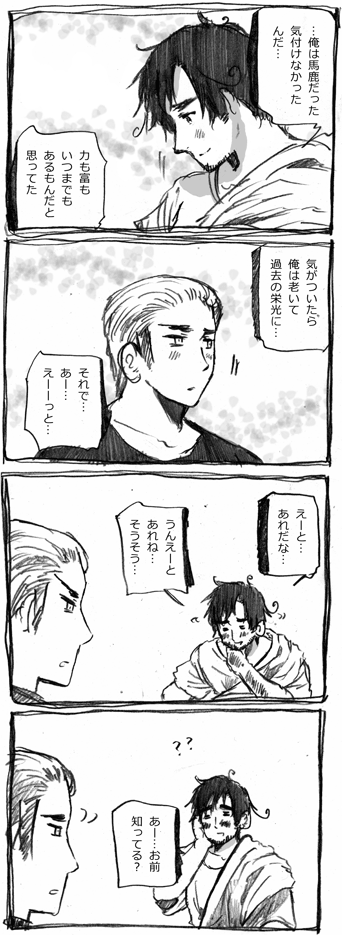 …俺は馬鹿だった
気付けなかった
んだ…
力も富も
いつまでも
あるもんだと
思ってた
気がついたら
俺は老いて
過去の栄光に…
それで…
あー…
えーーっと…
えーと…
あれだな…
うんえーと
あれね…
そうそう…
??
あー…お前
知ってる?